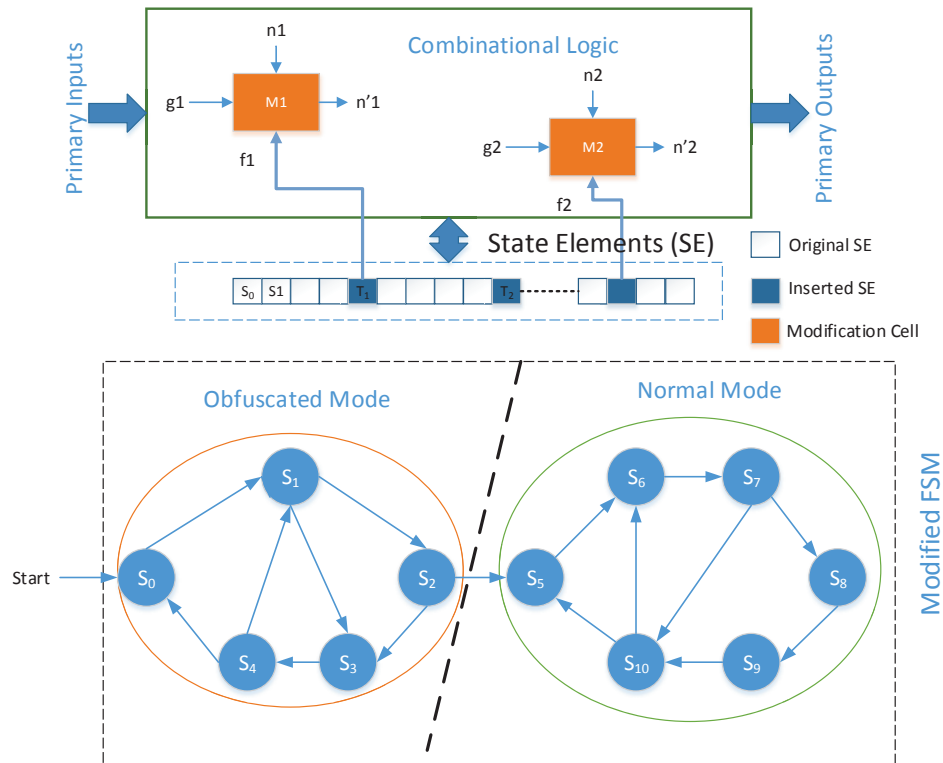 Primary Inputs
Combinational Logic
Primary Outputs
n1
g1
M1
n'1
f1
n2
g2
M2
n'2
f2
State Elements (SE)
S0 S1 T1 T2
Original SE
Inserted SE
Modification Cell
Obfuscated Mode
Normal Mode
Modified FSM
Start
S0
S1
S2
S3
S4
S5
S6
S7
S8
S9
S10